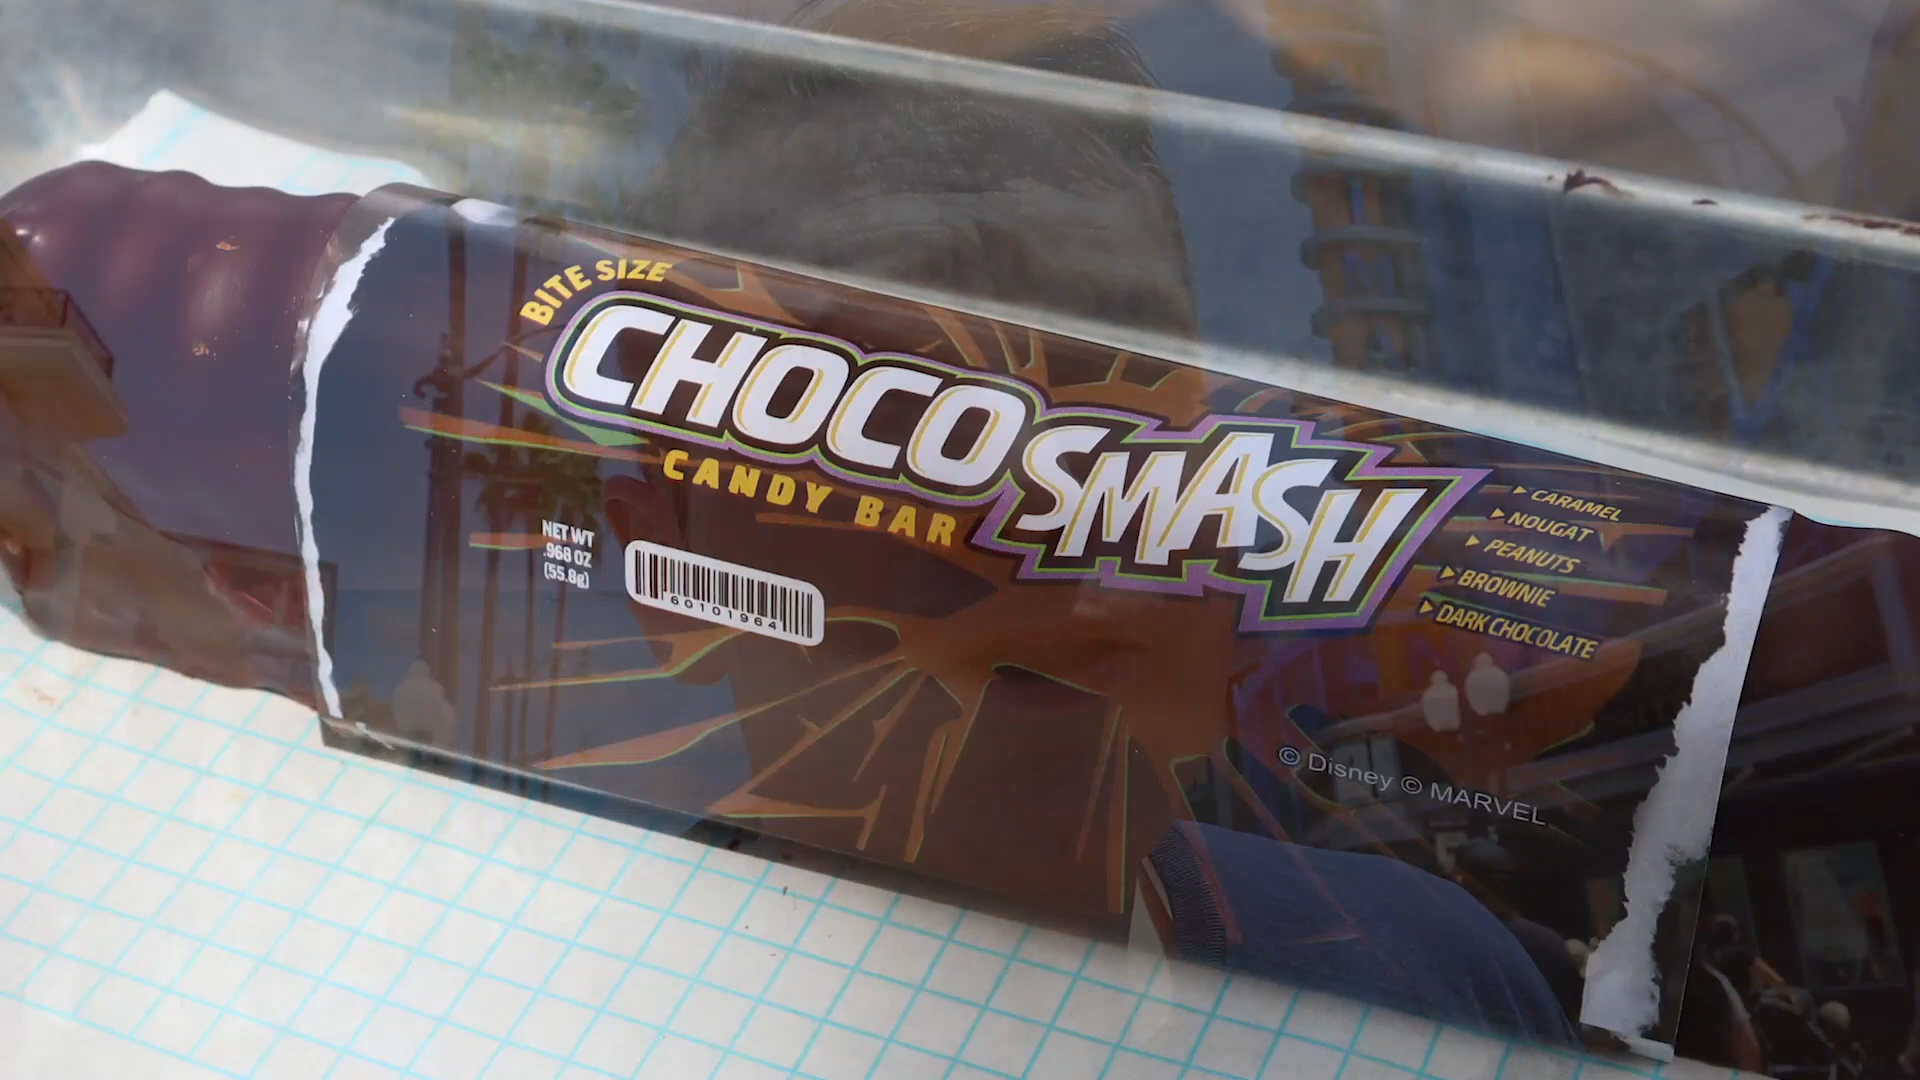 BITE SIZE
CHOCO SMASH
CANDY BAR
NET WT
.968 OZ
(55.8g)
60101964
CARAMEL
NOUGAT
PEANUTS
BROWNIE
DARK CHOCOLATE
© Disney © MARVEL